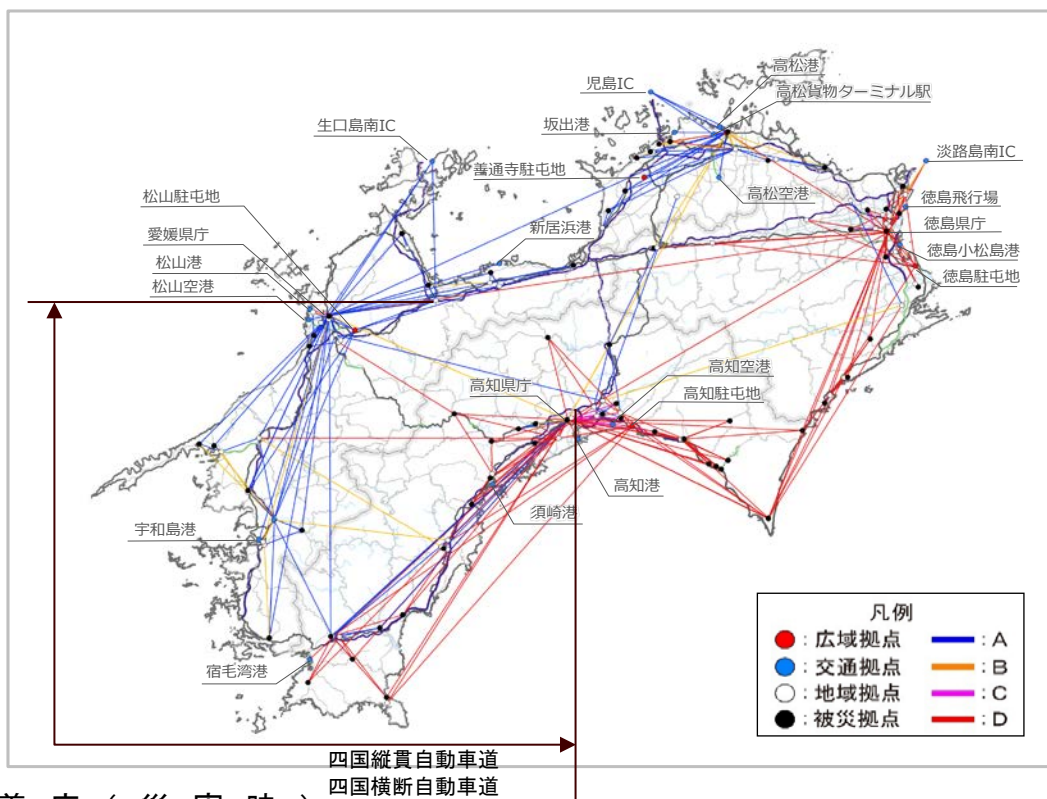 高松港
児島IC
高松貨物ターミナル駅
坂出港
生口島南IC
淡路島南IC
善通寺駐屯地
高松空港
松山駐屯地
徳島飛行場
愛媛県庁
新居浜港
徳島県庁
松山港
徳島小松島港
松山空港
徳島駐屯地
高知空港
高知県庁
高知駐屯地
高知港
須崎港
宇和島港
宿毛湾港
凡例
：広域拠点 ：A
：交通拠点 ：B
：地域拠点 ：C
：被災拠点 ：D
四国縦貫自動車道
四国横断自動車道